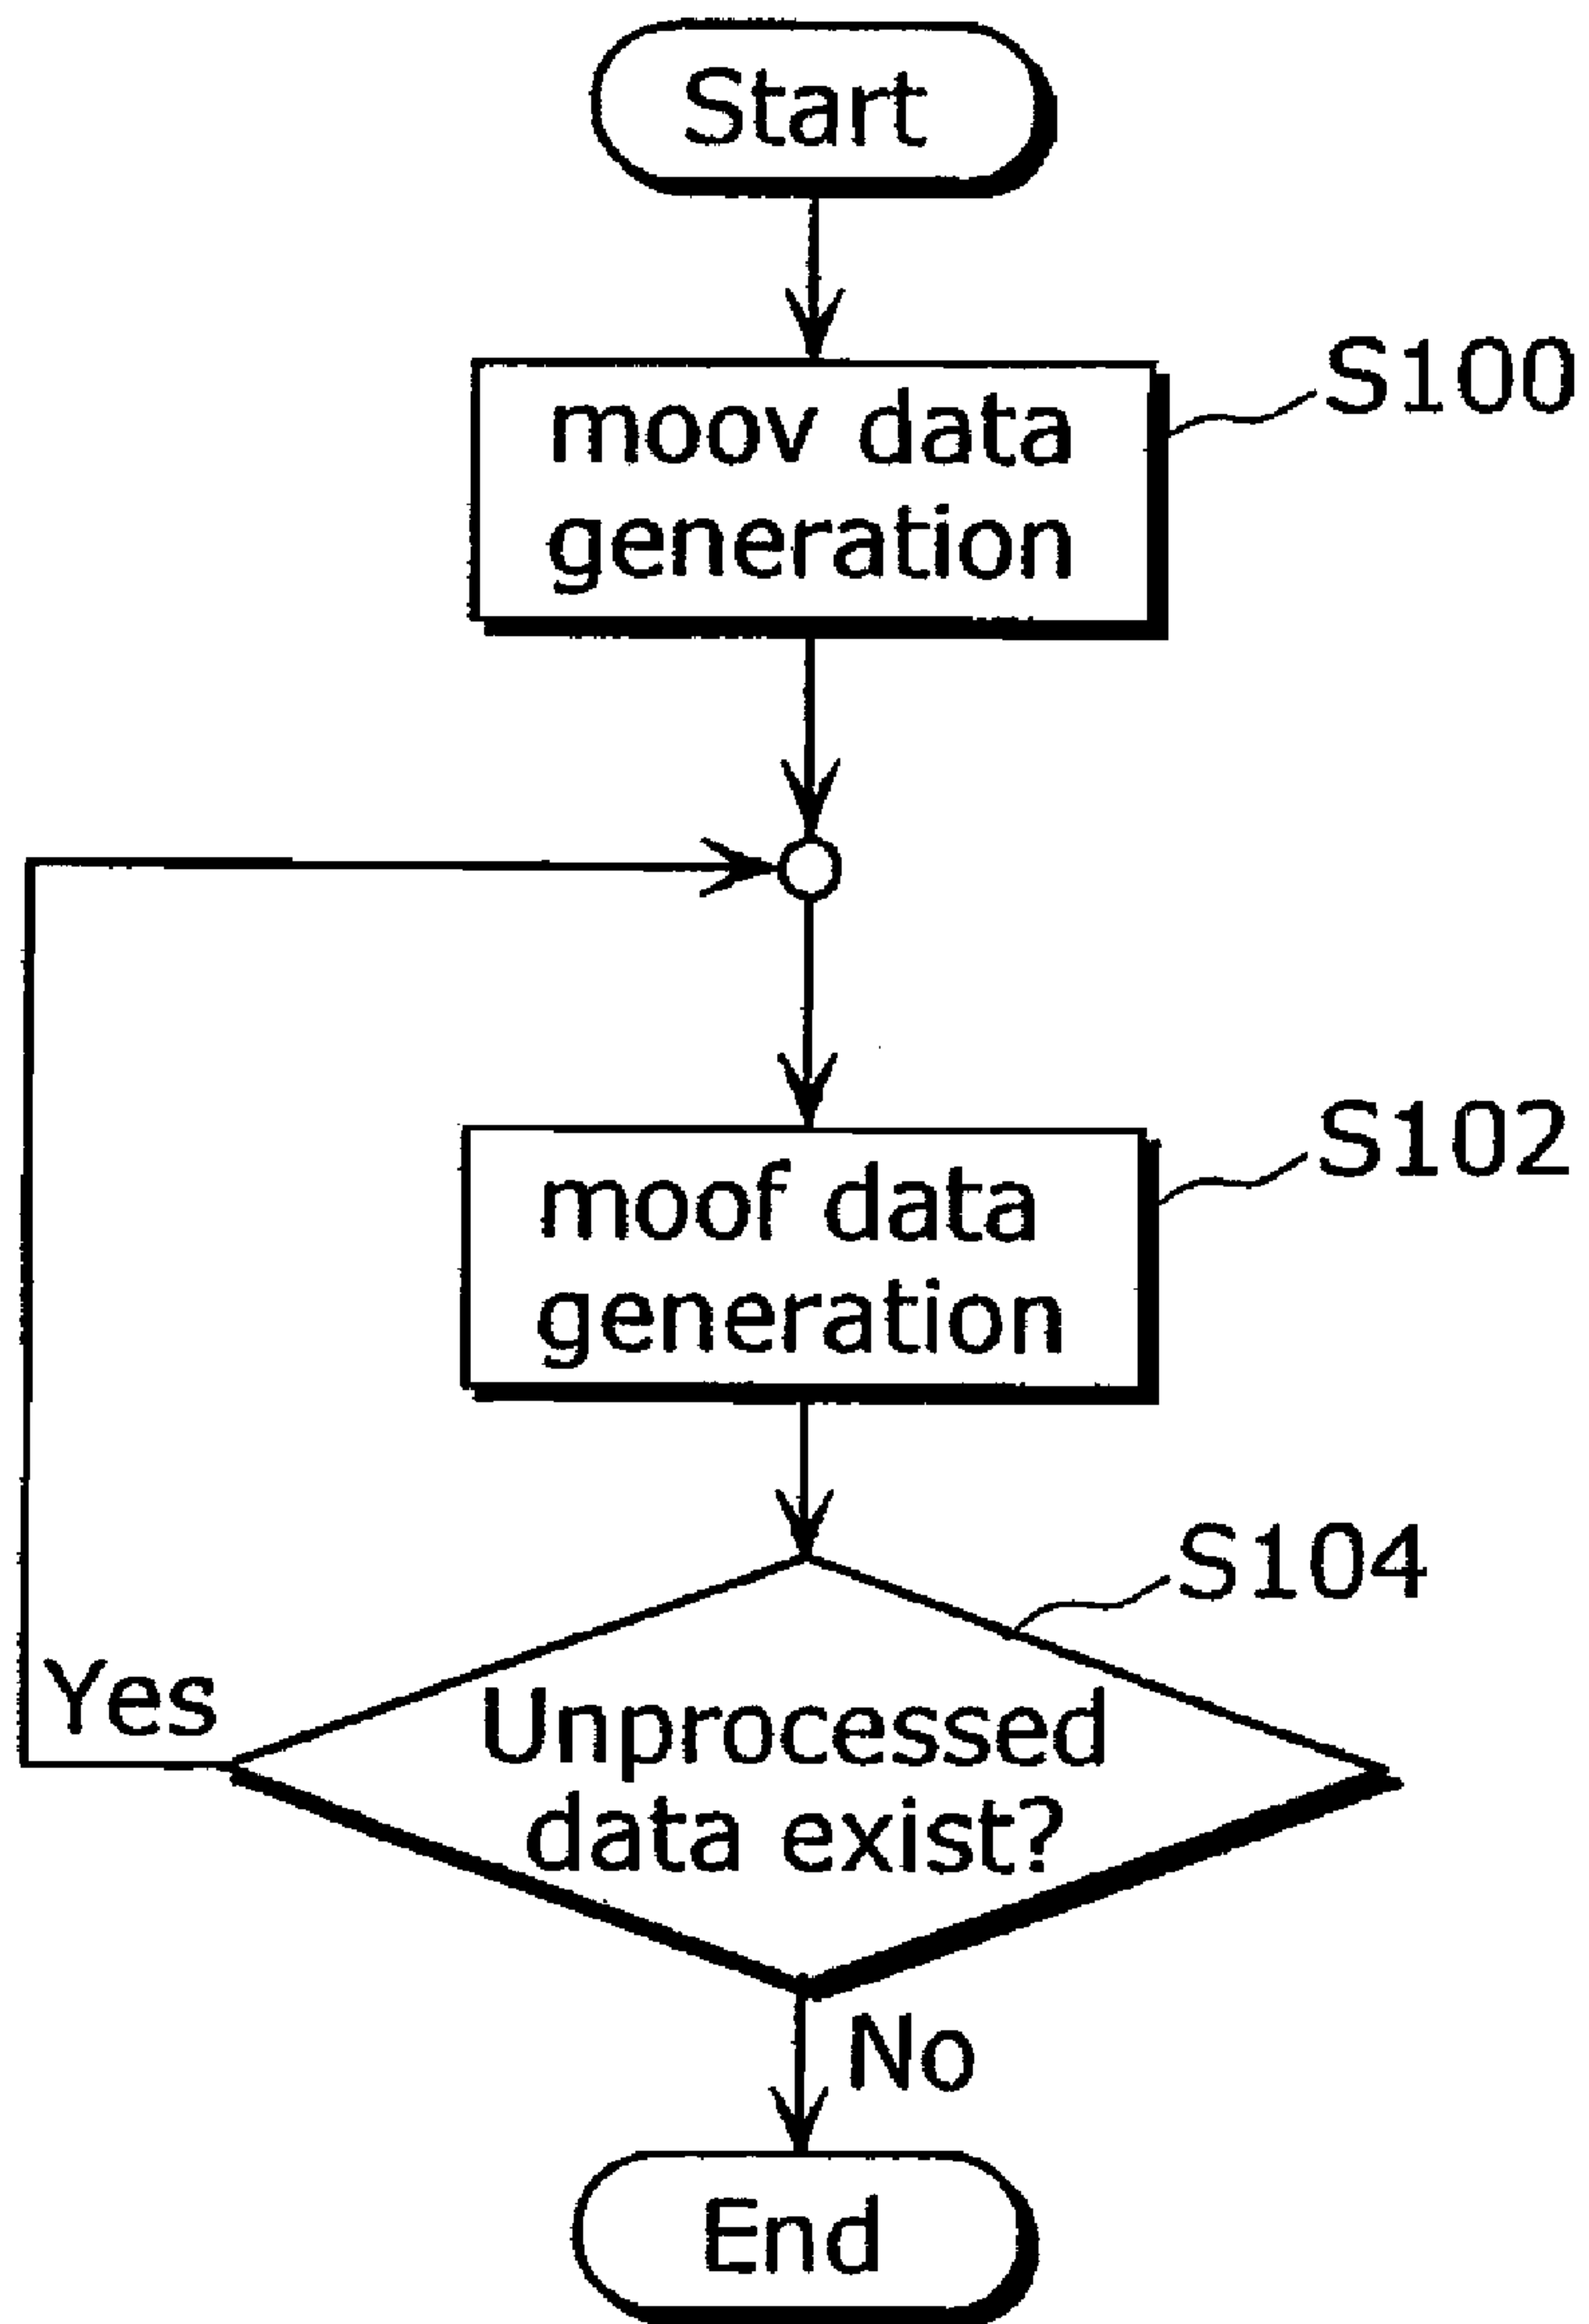 Start
moov data
generation
S100
moof data
generation
S102
S104
Yes
Unprocessed
data exist?
No
End